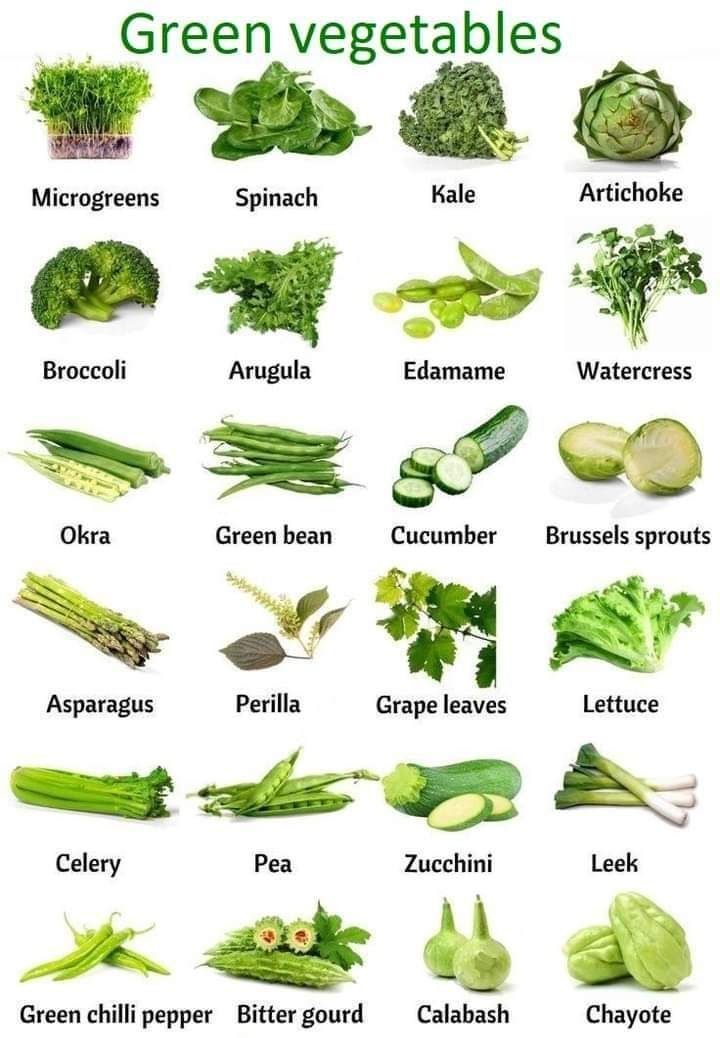 Green vegetables
Microgreens
Spinach
Kale
Artichoke
Broccoli
Arugula
Edamame
Watercress
Okra
Green bean
Cucumber
Brussels sprouts
Asparagus
Perilla
Grape leaves
Lettuce
Celery
Pea
Zucchini
Leek
Green chilli pepper
Bitter gourd
Calabash
Chayote